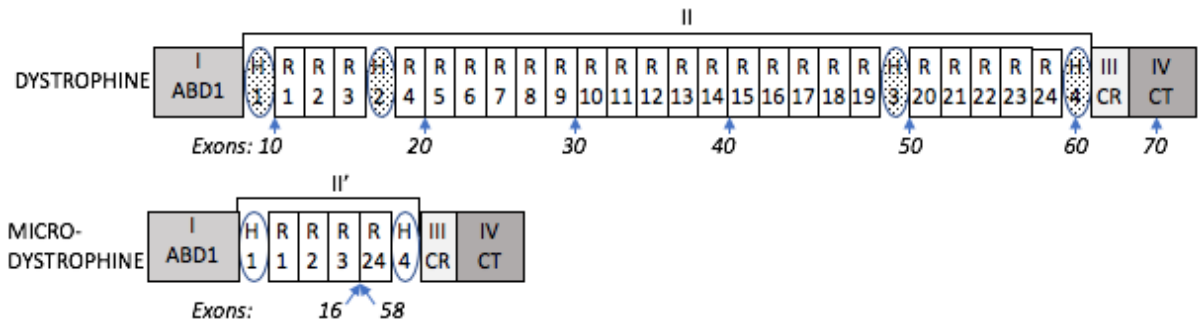 II
DYSTROPHINE I ABD1 H 1 R 1 R 2 R 3 H 2 R 4 R 5 R 6 R 7 R 8 R 9 R 10 R 11 R 12 R 13 R 14 R 15 R 16 R 17 R 18 R 19 H 3 R 20 R 21 R 22 R 23 R 24 H 4 III CR IV CT
Exons: 10 20 30 40 50 60 70
II'
MICRO-
DYSTROPHINE I ABD1 H 1 R 1 R 2 R 3 R 24 H 4 III CR IV CT
Exons: 16 58